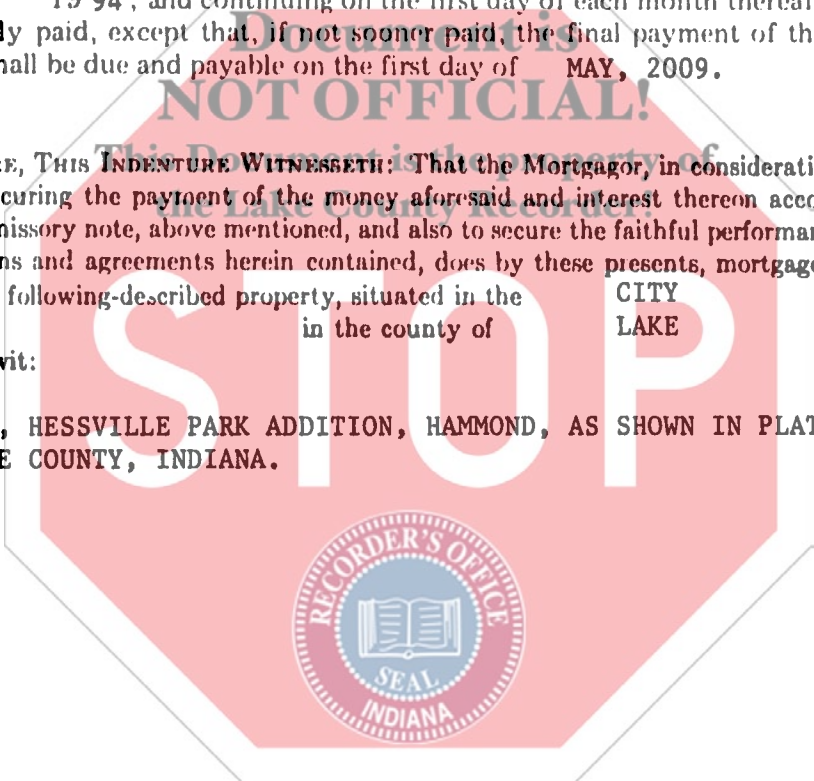 19 94, and continuing on the first day of each month thereaf
ly paid, except that, if not sooner paid, the final payment of th
hall be due and payable on the first day of MAY, 2009.
Document is
NOT OFFICIAL!
This Document is the property of
the Lake County Recorder!
E, THIS INDENTURE WITNESSETH: That the Mortgagor, in considerati
curing the payment of the money aforesaid and interest thereon acco
nissory note, above mentioned, and also to secure the faithful performan
ns and agreements herein contained, does by these presents, mortgage
following-described property, situated in the CITY
in the county of LAKE
wit:
STOP
, HESSVILLE PARK ADDITION, HAMMOND, AS SHOWN IN PLAT
E COUNTY, INDIANA.
RECORDER'S OFFICE
SEAL
INDIANA